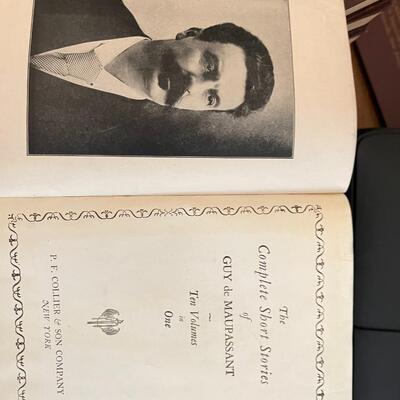 The
Complete Short Stories
of
GUY de MAUPASSANT
~
Ten Volumes
in
One
P. F. COLLIER & SON COMPANY
NEW YORK